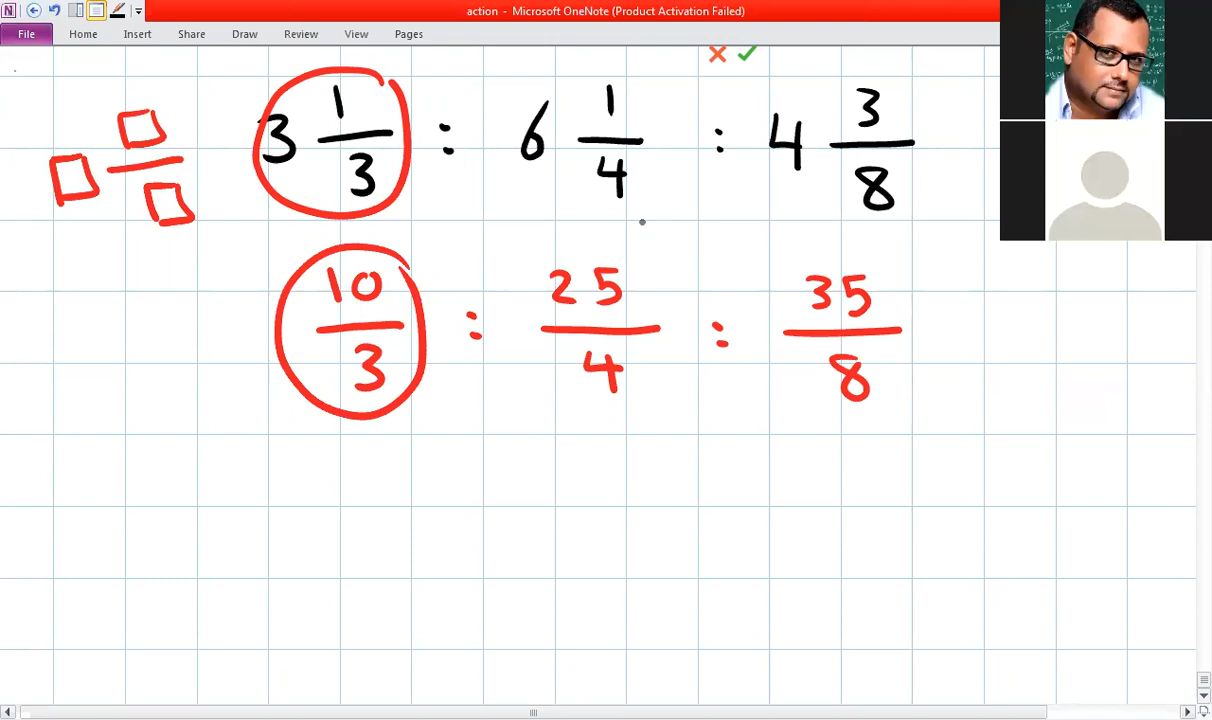 action - Microsoft OneNote (Product Activation Failed)
File Home Insert Share Draw Review View Pages
3 1/3 : 6 1/4 : 4 3/8
10/3 : 25/4 : 35/8